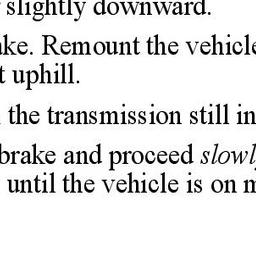 slightly downward.
ake. Remount the vehicle
t uphill.
the transmission still in
brake and proceed slowly
until the vehicle is on m